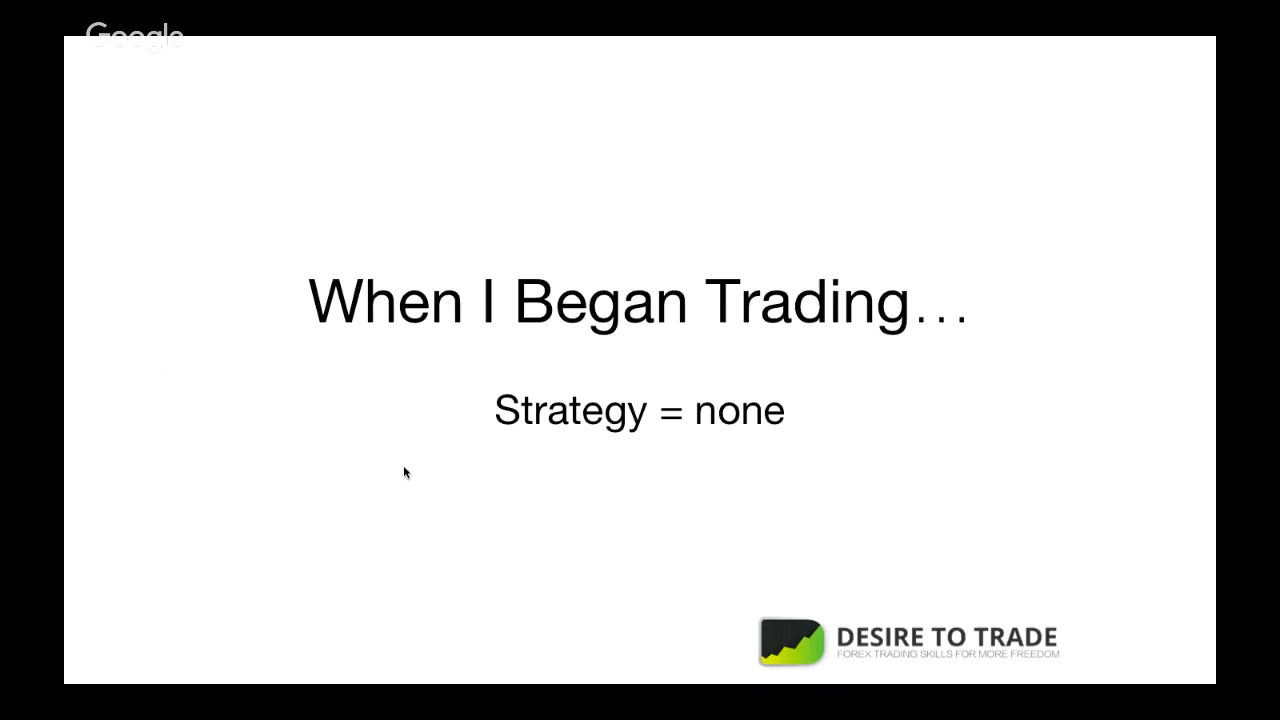 Google
When I Began Trading…
Strategy = none
DESIRE TO TRADE
FOREX TRADING SKILLS FOR MORE FREEDOM